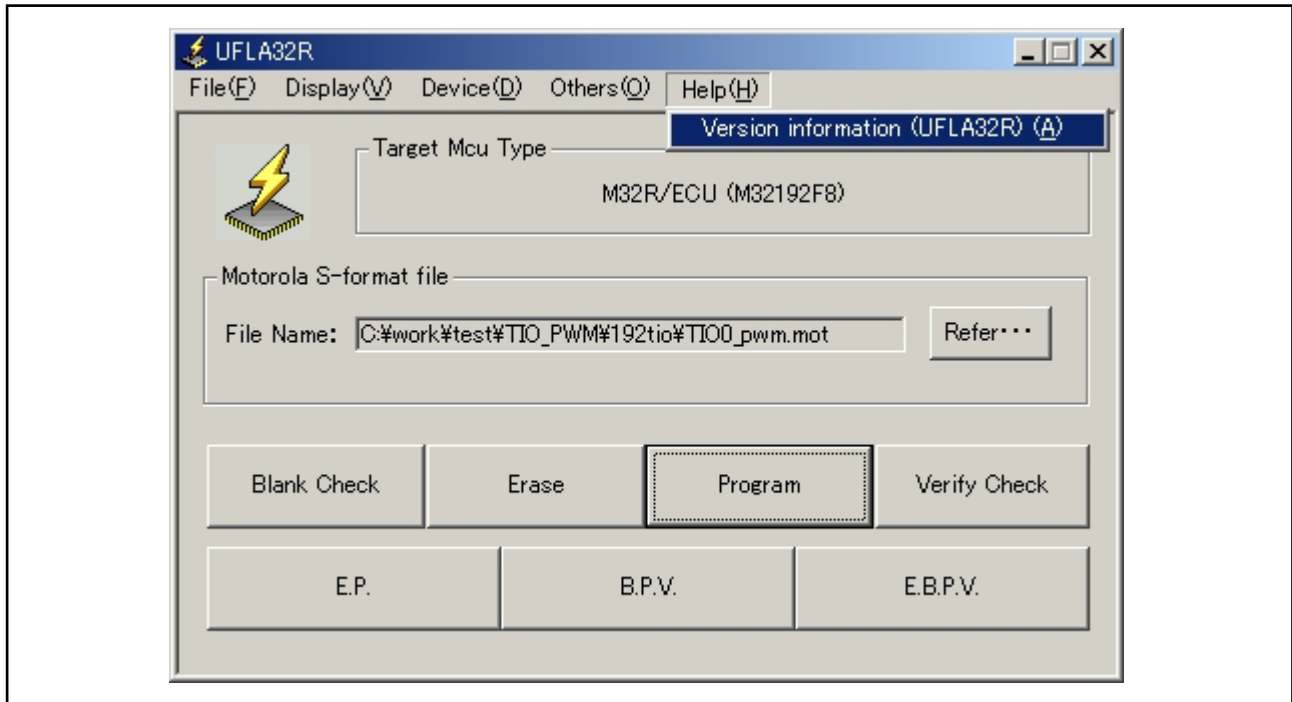 UFLA32R
File(F) Display(V) Device(D) Others(O) Help(H)
Version information (UFLA32R) (A)
Target Mcu Type
M32R/ECU (M32192F8)
Motorola S-format file
File Name: C:¥work¥test¥TIO_PWM¥192tio¥TIO0_pwm.mot Refer･･･
Blank Check Erase Program Verify Check
E.P. B.P.V. E.B.P.V.